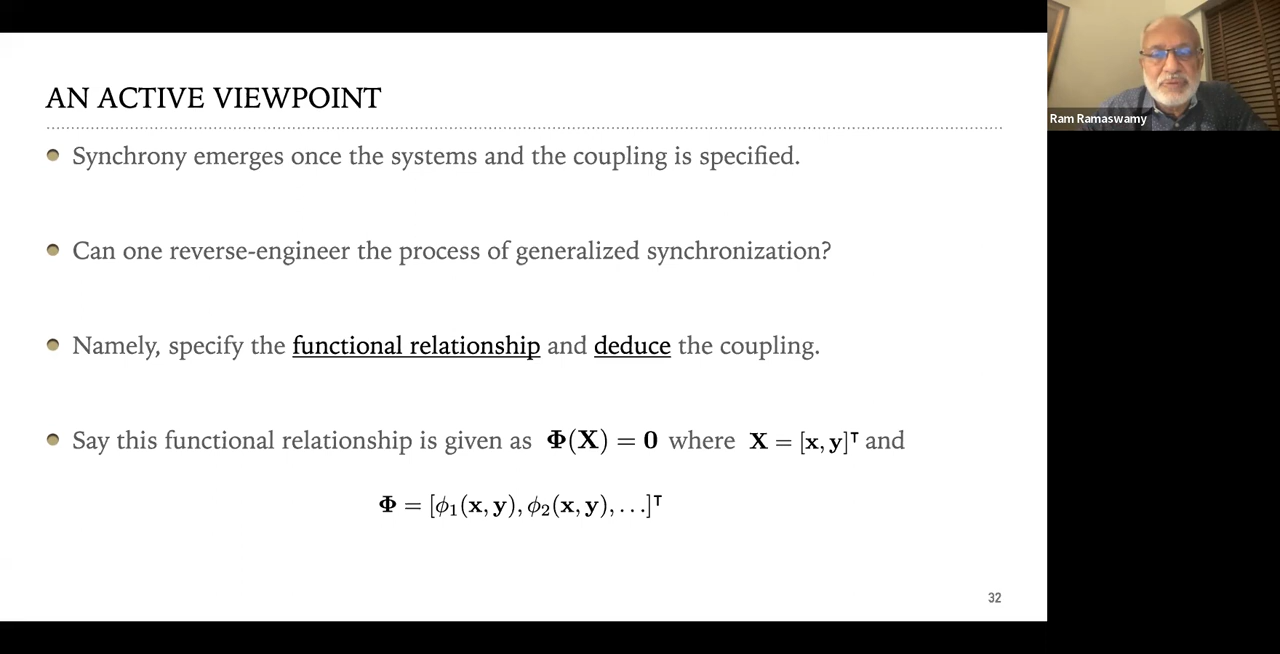 AN ACTIVE VIEWPOINT
Synchrony emerges once the systems and the coupling is specified.
Can one reverse-engineer the process of generalized synchronization?
Namely, specify the functional relationship and deduce the coupling.
Say this functional relationship is given as Φ(X) = 0 where X = [x, y]ᵀ and
Φ = [ϕ₁(x, y), ϕ₂(x, y), . . .]ᵀ
32
Ram Ramaswamy